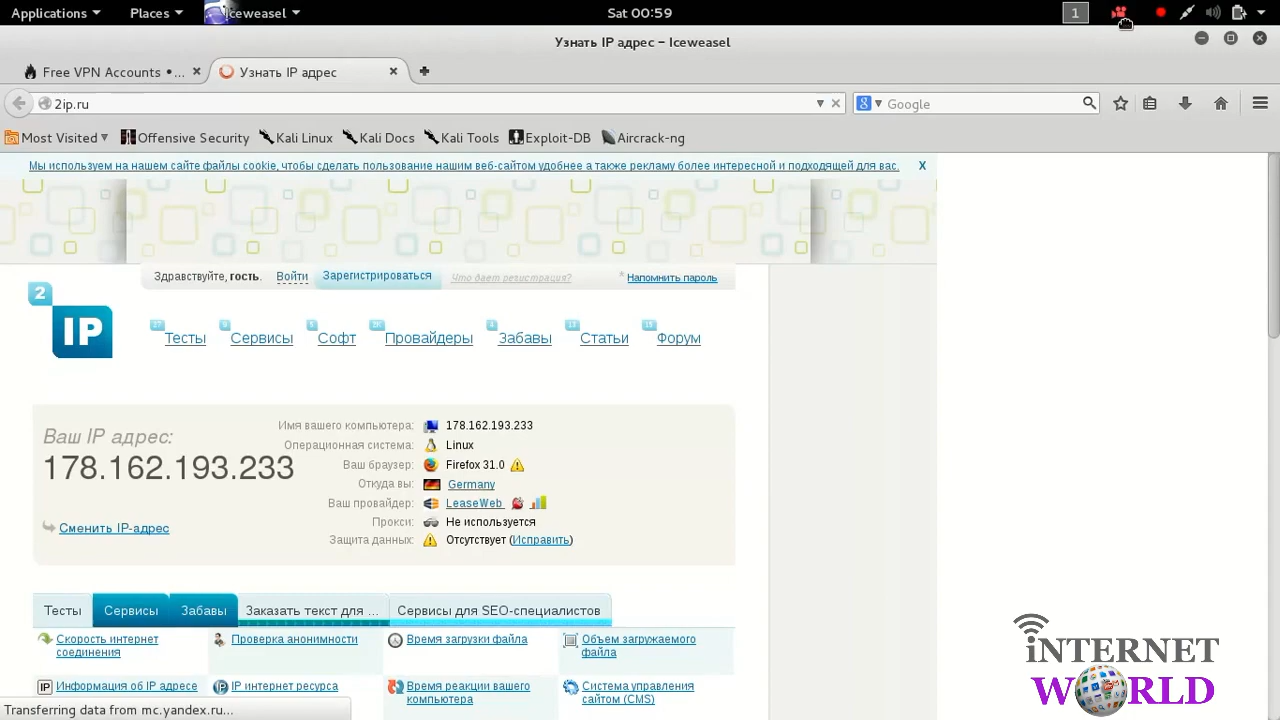 Applications Places Iceweasel Sat 00:59 1
Узнать IP адрес - Iceweasel
Free VPN Accounts • ... Узнать IP адрес
2ip.ru Google
Most Visited Offensive Security Kali Linux Kali Docs Kali Tools Exploit-DB Aircrack-ng
Мы используем на нашем сайте файлы cookie, чтобы сделать пользование нашим веб-сайтом удобнее а также рекламу более интересной и подходящей для вас. X
Здравствуйте, гость. Войти Зарегистрироваться Что дает регистрация? * Напомнить пароль
2
IP
Тесты Сервисы Софт Провайдеры Забавы Статьи Форум
Ваш IP адрес:
178.162.193.233
Сменить IP-адрес
Имя вашего компьютера: 178.162.193.233
Операционная система: Linux
Ваш браузер: Firefox 31.0
Откуда вы: Germany
Ваш провайдер: LeaseWeb
Прокси: Не используется
Защита данных: Отсутствует (Исправить)
Тесты Сервисы Забавы Заказать текст для ... Сервисы для SEO-специалистов
Скорость интернет соединения
Проверка анонимности
Время загрузки файла
Объем загружаемого файла
Информация об IP адресе
IP интернет ресурса
Время реакции вашего компьютера
Система управления сайтом (CMS)
Transferring data from mc.yandex.ru...
iNTERNET
WORLD